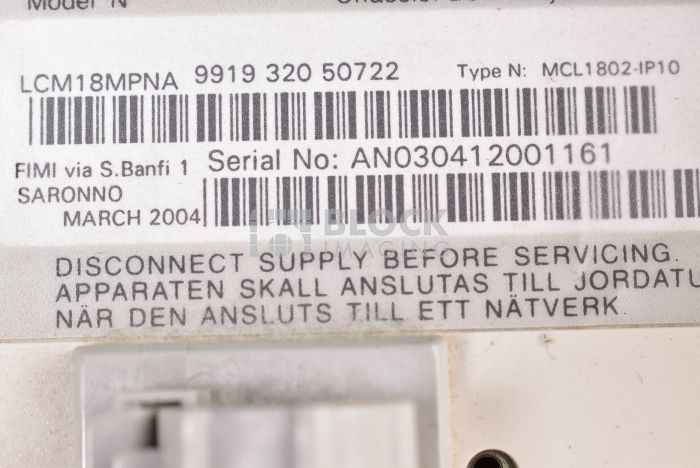 Model N
LCM18MPNA 9919 320 50722 Type N: MCL1802-IP10
FIMI via S.Banfi 1 Serial No: AN030412001161
SARONNO
MARCH 2004
BLOCK
IMAGING
DISCONNECT SUPPLY BEFORE SERVICING.
APPARATEN SKALL ANSLUTAS TILL JORDATU
NÄR DEN ANSLUTS TILL ETT NÄTVERK.